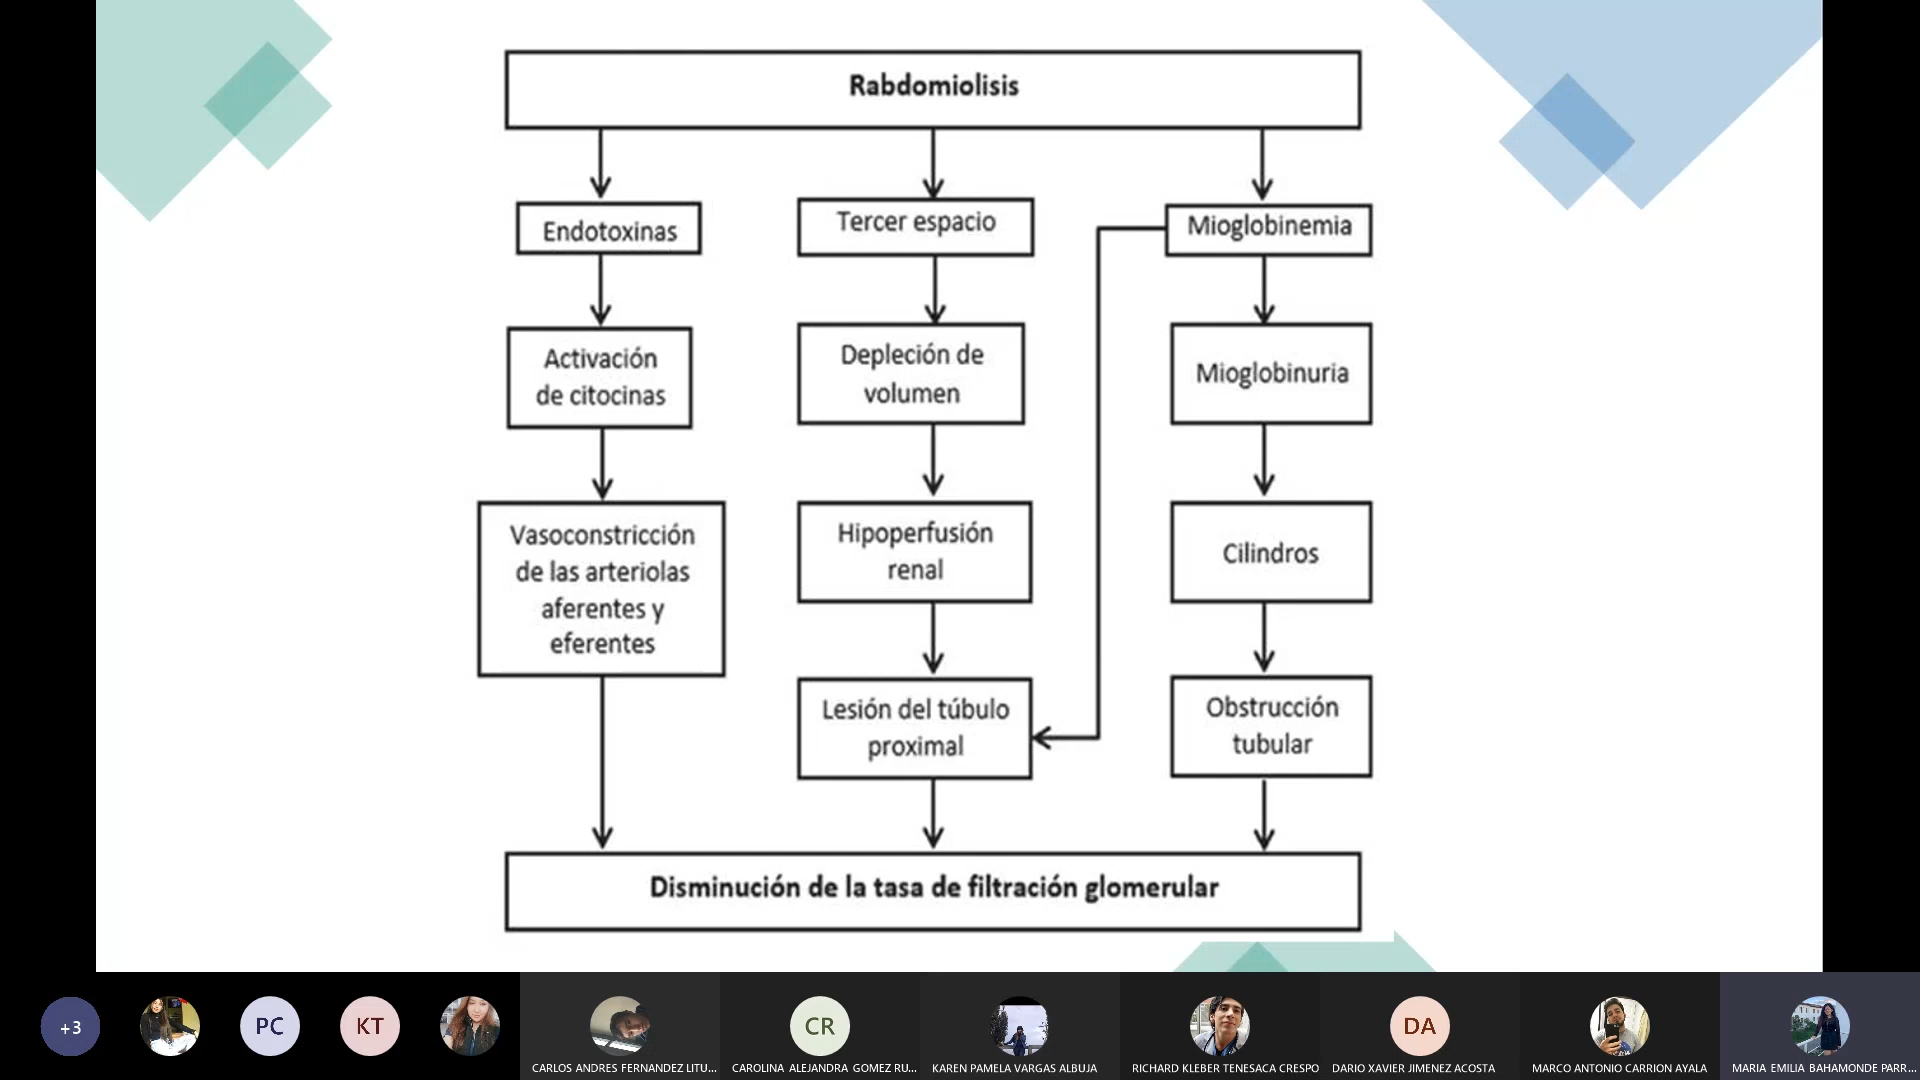 Rabdomiolisis
Endotoxinas
Tercer espacio
Mioglobinemia
Activación
de citocinas
Depleción de
volumen
Mioglobinuria
Vasoconstricción
de las arteriolas
aferentes y
eferentes
Hipoperfusión
renal
Cilindros
Lesión del túbulo
proximal
Obstrucción
tubular
Disminución de la tasa de filtración glomerular
+3
PC
KT
CR
DA
CARLOS ANDRES FERNANDEZ LITU...
CAROLINA ALEJANDRA GOMEZ RU...
KAREN PAMELA VARGAS ALBUJA
RICHARD KLEBER TENESACA CRESPO
DARIO XAVIER JIMENEZ ACOSTA
MARCO ANTONIO CARRION AYALA
MARIA EMILIA BAHAMONDE PARR...